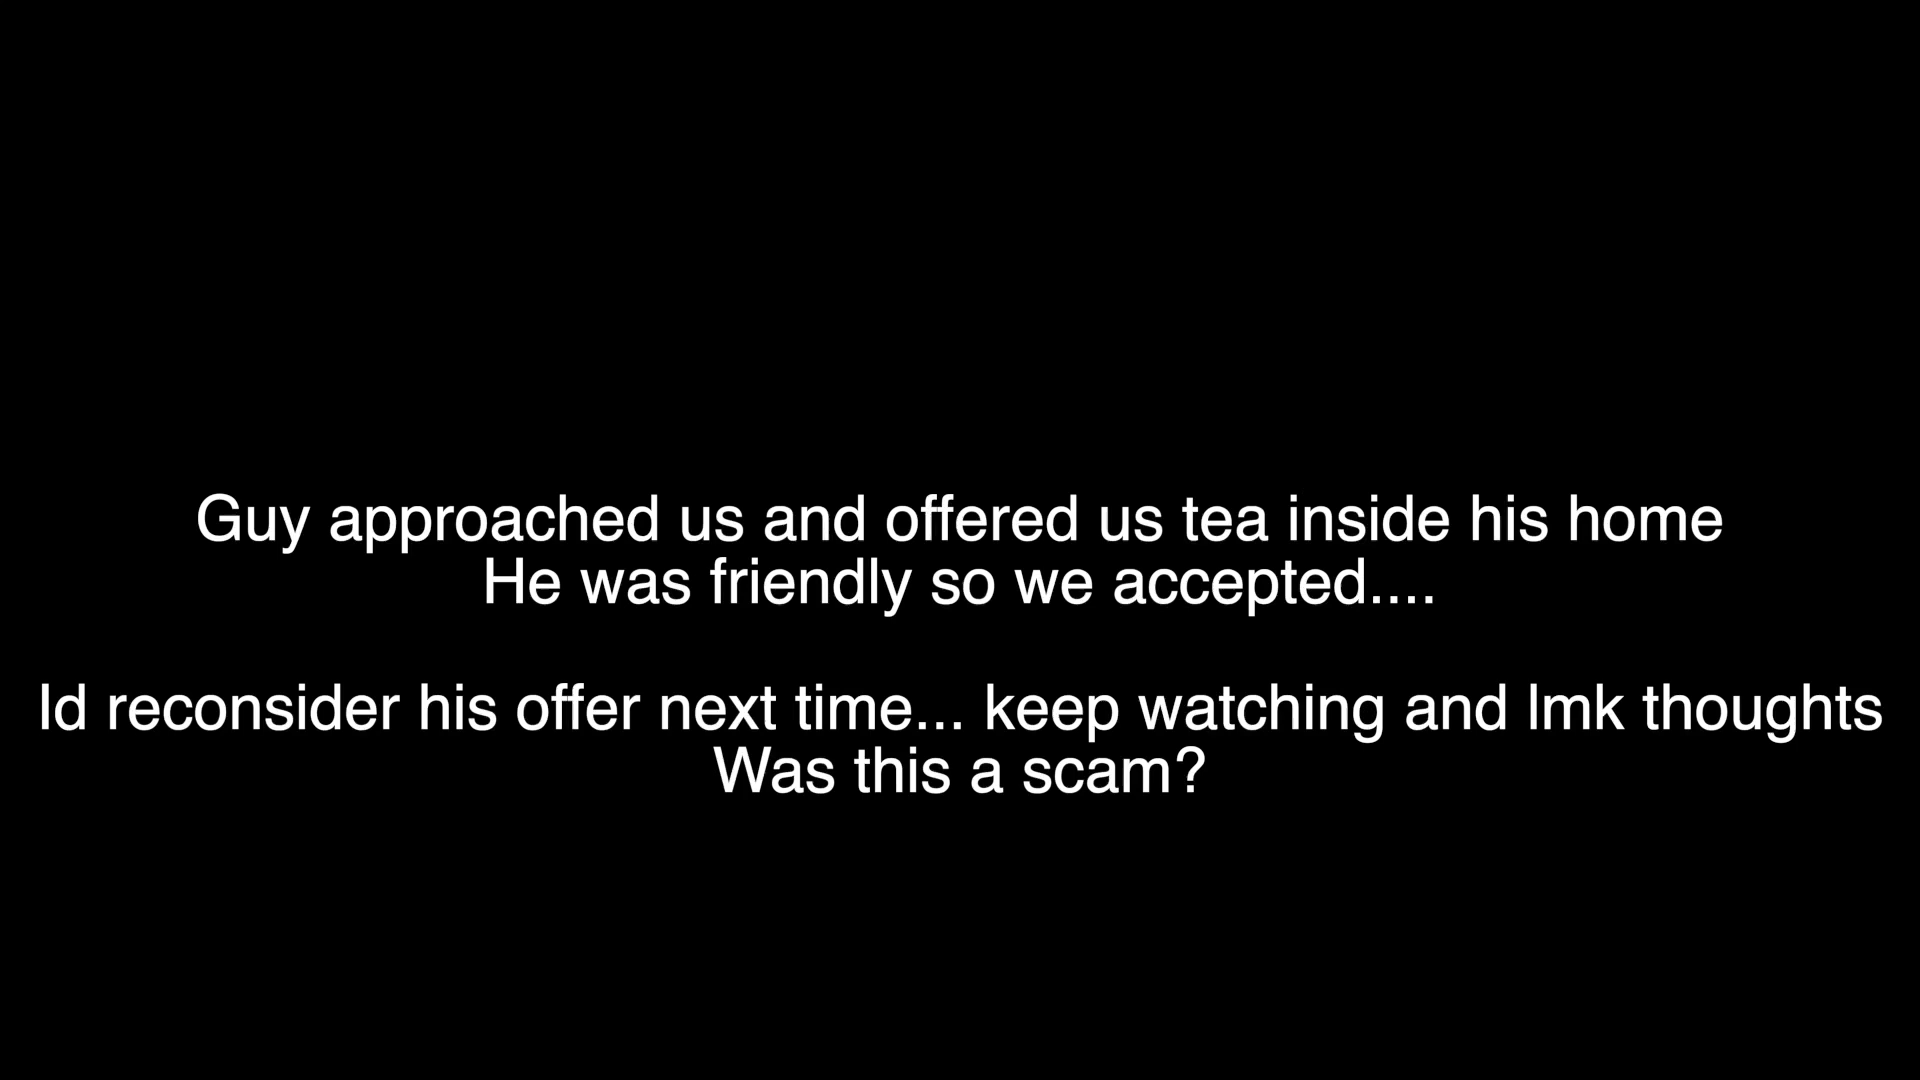 Guy approached us and offered us tea inside his home
He was friendly so we accepted....
Id reconsider his offer next time... keep watching and lmk thoughts
Was this a scam?